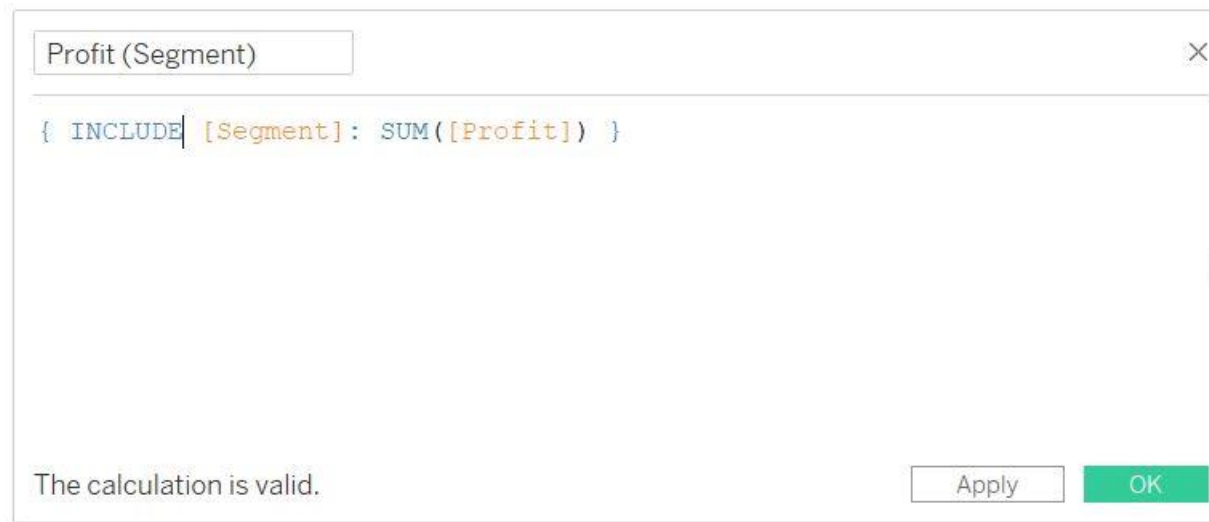 Profit (Segment)
{ INCLUDE [Segment]: SUM([Profit]) }
The calculation is valid.
Apply
OK